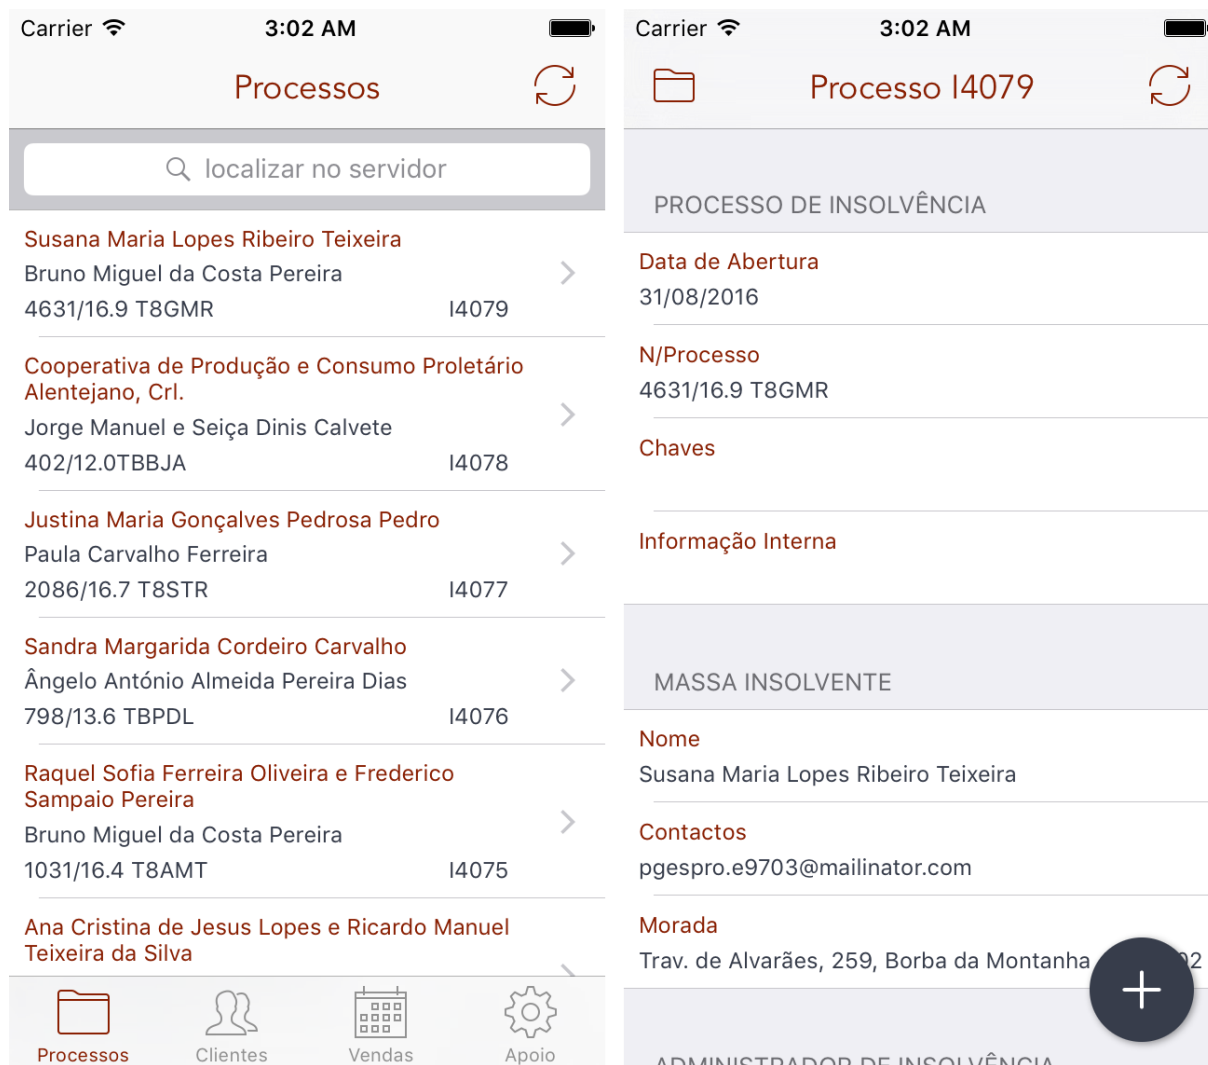 Carrier 3:02 AM
Processos
localizar no servidor
Susana Maria Lopes Ribeiro Teixeira
Bruno Miguel da Costa Pereira
4631/16.9 T8GMR I4079
Cooperativa de Produção e Consumo Proletário
Alentejano, Crl.
Jorge Manuel e Seiça Dinis Calvete
402/12.0TBBJA I4078
Justina Maria Gonçalves Pedrosa Pedro
Paula Carvalho Ferreira
2086/16.7 T8STR I4077
Sandra Margarida Cordeiro Carvalho
Ângelo António Almeida Pereira Dias
798/13.6 TBPDL I4076
Raquel Sofia Ferreira Oliveira e Frederico
Sampaio Pereira
Bruno Miguel da Costa Pereira
1031/16.4 T8AMT I4075
Ana Cristina de Jesus Lopes e Ricardo Manuel
Teixeira da Silva
Processos Clientes Vendas Apoio
Carrier 3:02 AM
Processo I4079
PROCESSO DE INSOLVÊNCIA
Data de Abertura
31/08/2016
N/Processo
4631/16.9 T8GMR
Chaves
Informação Interna
MASSA INSOLVENTE
Nome
Susana Maria Lopes Ribeiro Teixeira
Contactos
pgespro.e9703@mailinator.com
Morada
Trav. de Alvarães, 259, Borba da Montanha
ADMINISTRADOR DE INSOLVÊNCIA